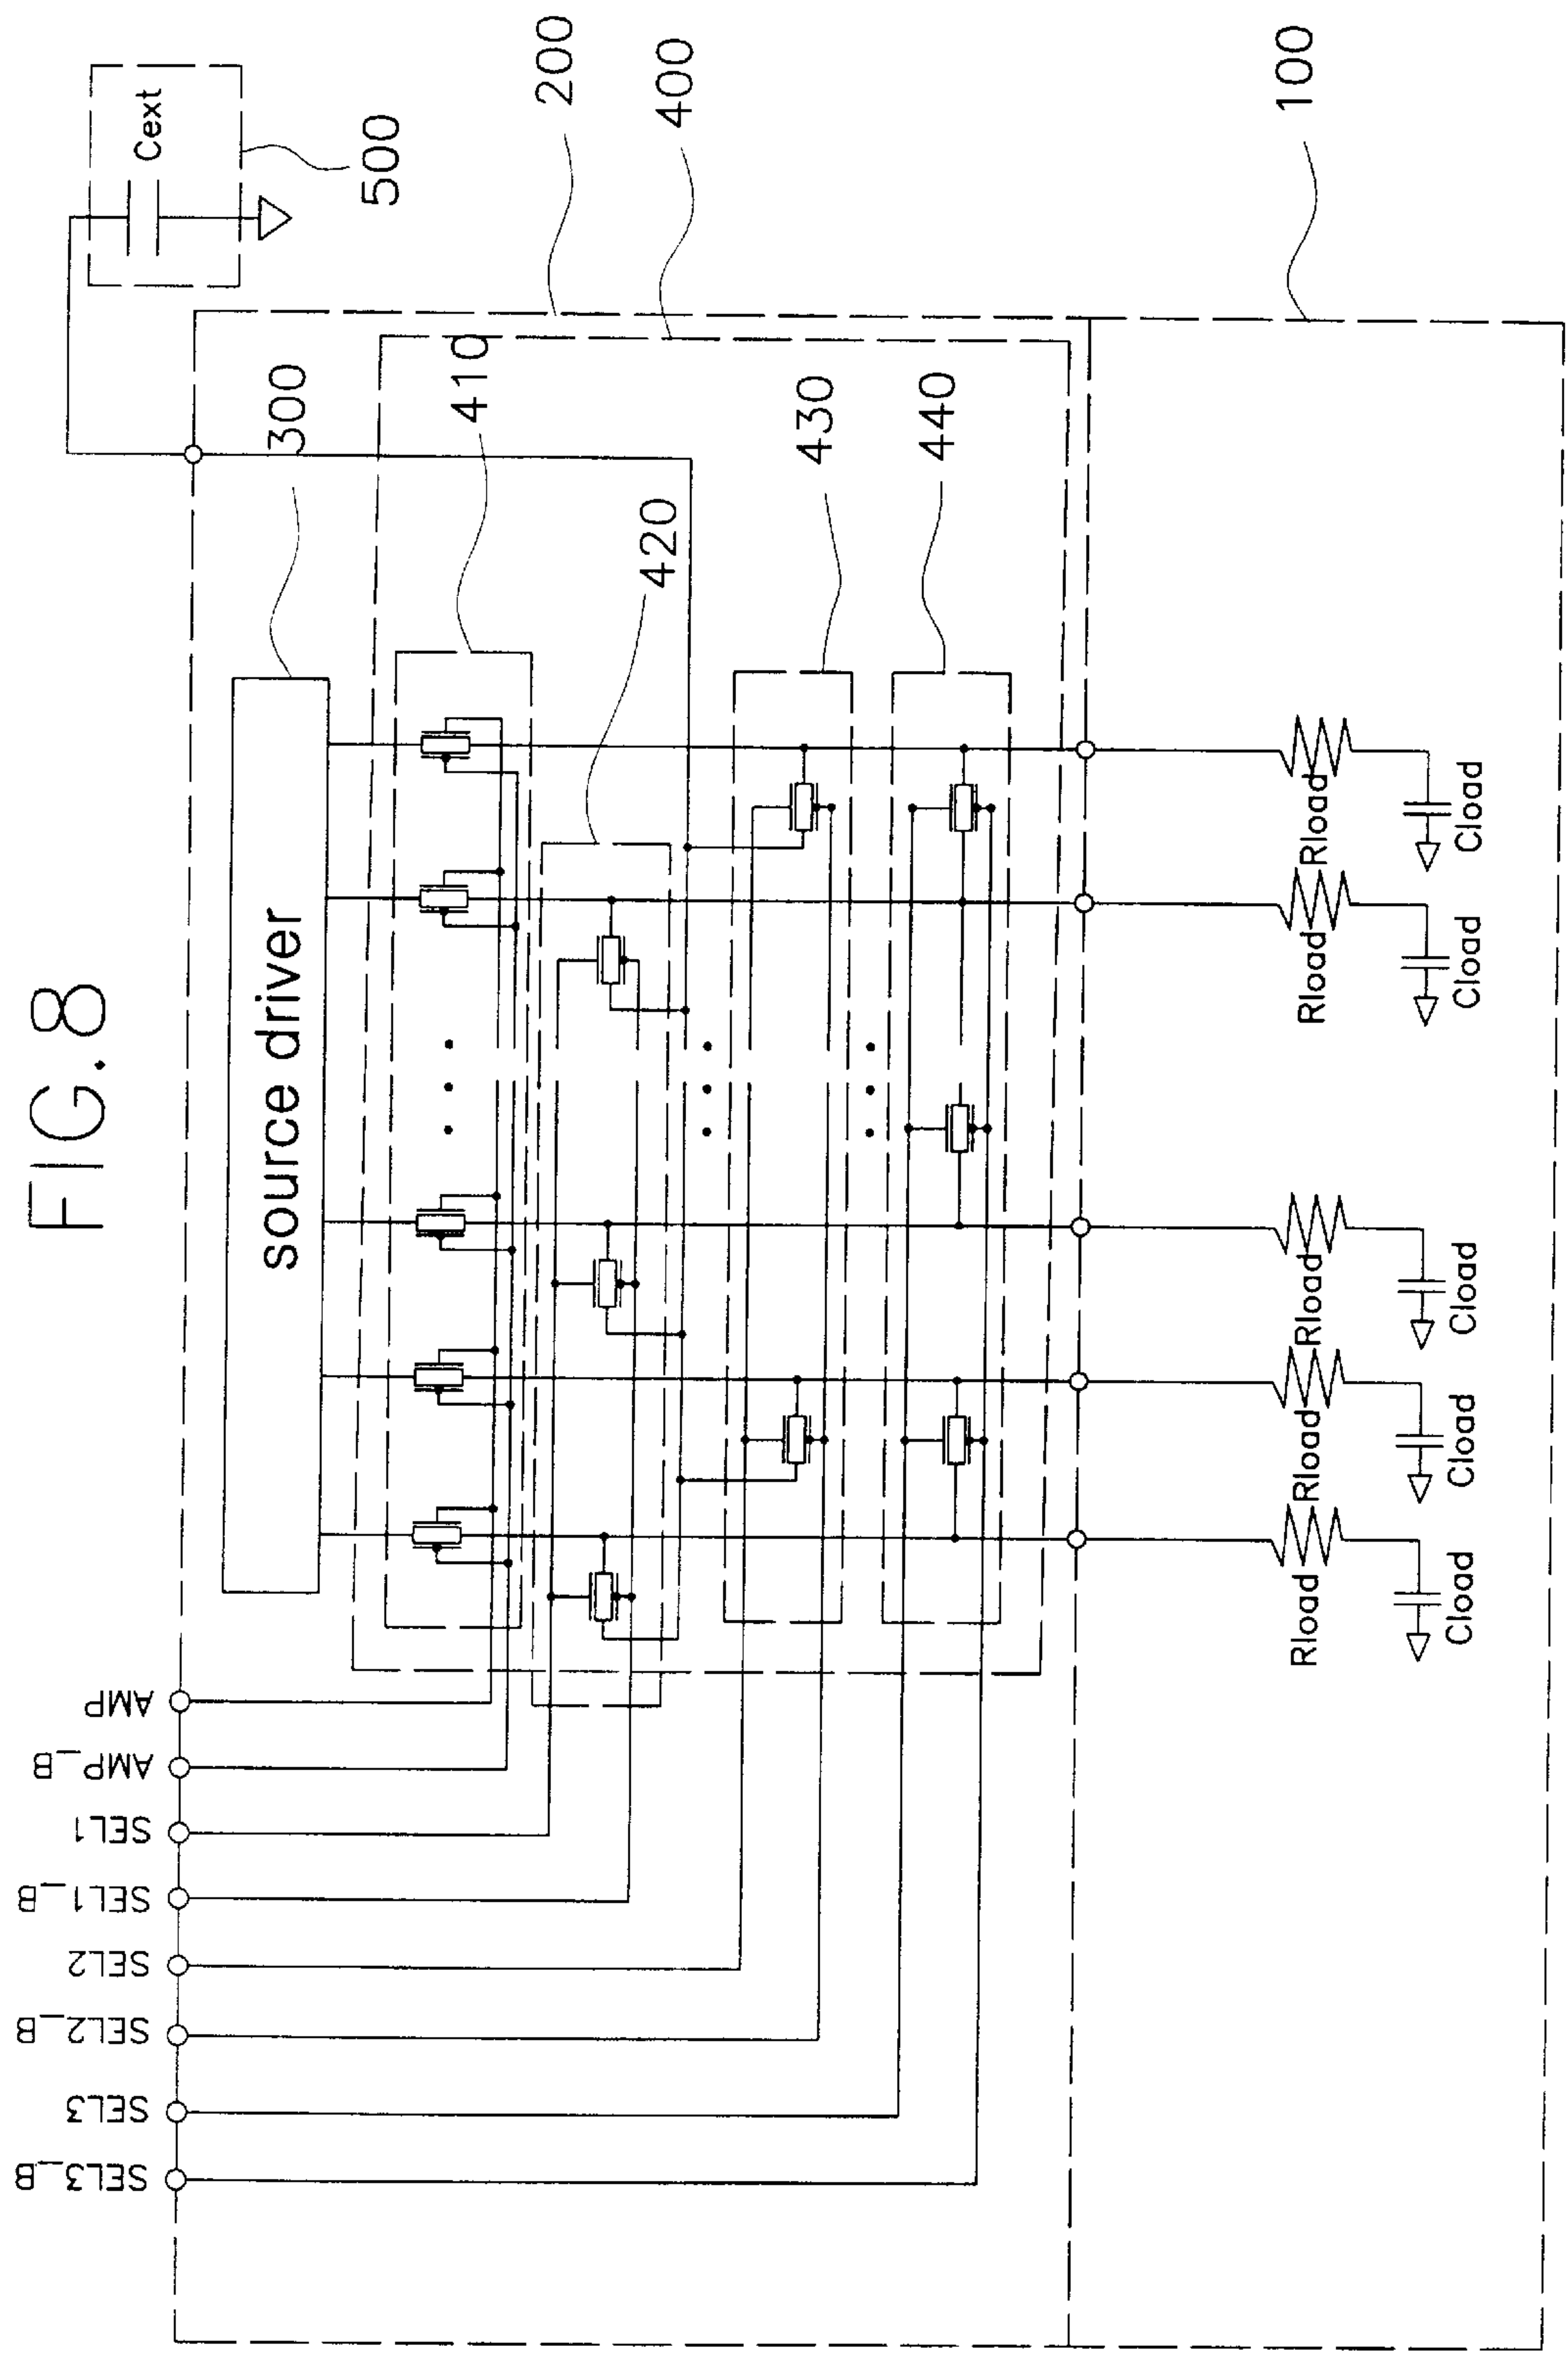 FIG.8
Cext
500
200
400
100
300
410
420
430
440
source driver
AMP
AMP_B
SEL1
SEL1_B
SEL2
SEL2_B
SEL3
SEL3_B
Rload
Rload
Rload
Rload
Rload
Cload
Cload
Cload
Cload
Cload